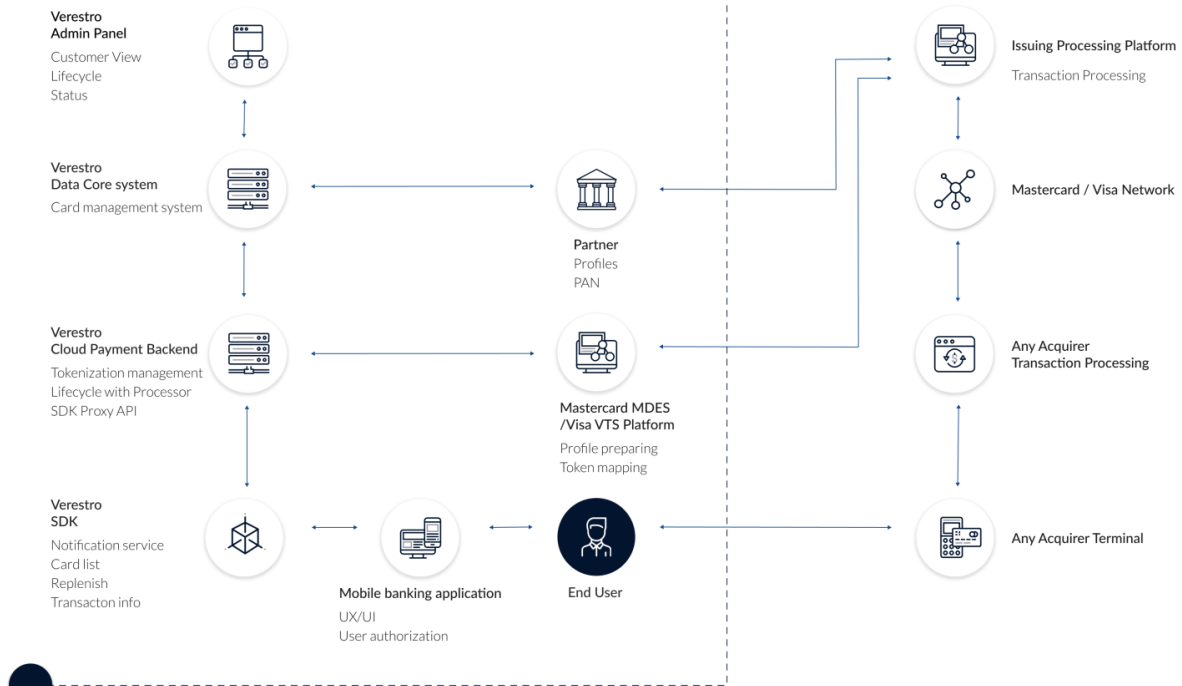 Verestro
Admin Panel
Customer View
Lifecycle
Status
Issuing Processing Platform
Transaction Processing
Verestro
Data Core system
Card management system
Partner
Profiles
PAN
Mastercard / Visa Network
Verestro
Cloud Payment Backend
Tokenization management
Lifecycle with Processor
SDK Proxy API
Mastercard MDES
/Visa VTS Platform
Profile preparing
Token mapping
Any Acquirer
Transaction Processing
Verestro
SDK
Notification service
Card list
Replenish
Transacton info
Mobile banking application
UX/UI
User authorization
End User
Any Acquirer Terminal